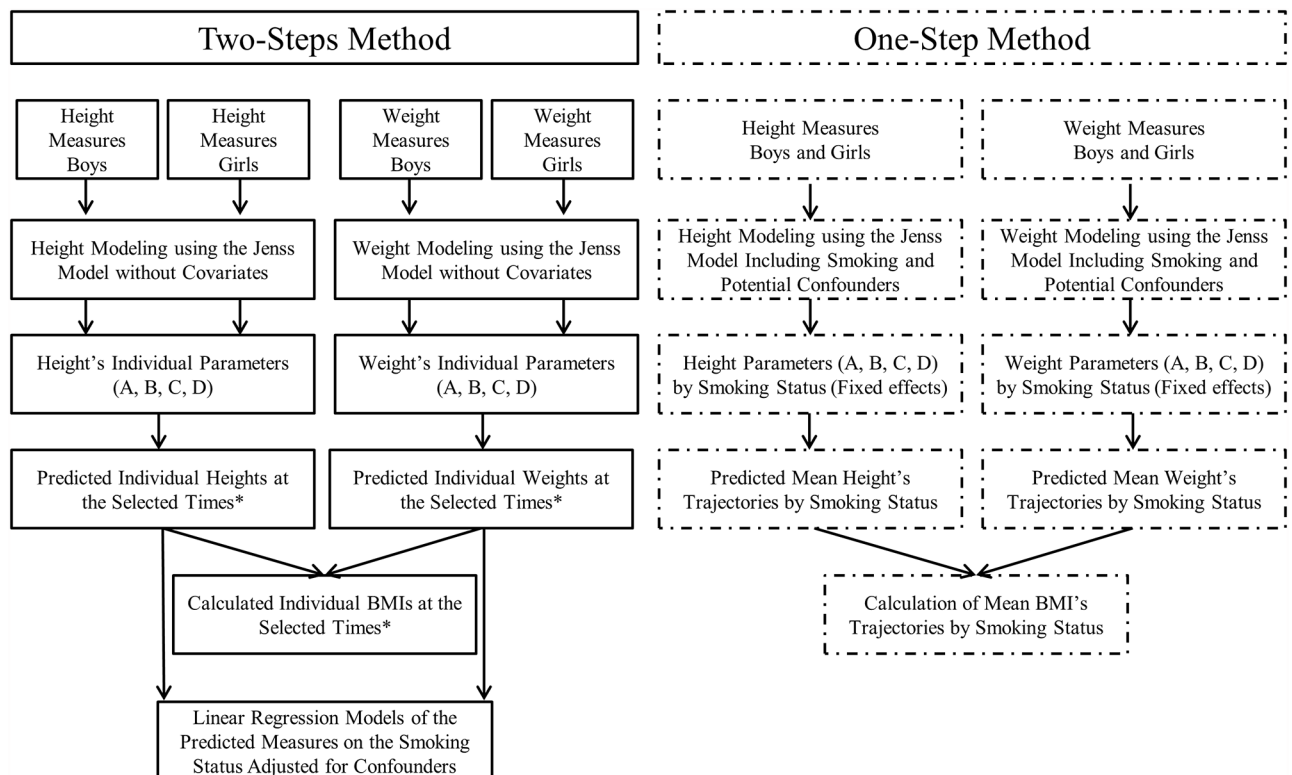 Two-Steps Method
One-Step Method
Height
Measures
Boys
Height
Measures
Girls
Weight
Measures
Boys
Weight
Measures
Girls
Height Measures
Boys and Girls
Weight Measures
Boys and Girls
Height Modeling using the Jenss
Model without Covariates
Weight Modeling using the Jenss
Model without Covariates
Height Modeling using the Jenss
Model Including Smoking and
Potential Confounders
Weight Modeling using the Jenss
Model Including Smoking and
Potential Confounders
Height's Individual Parameters
(A, B, C, D)
Weight's Individual Parameters
(A, B, C, D)
Height Parameters (A, B, C, D)
by Smoking Status (Fixed effects)
Weight Parameters (A, B, C, D)
by Smoking Status (Fixed effects)
Predicted Individual Heights at
the Selected Times*
Predicted Individual Weights at
the Selected Times*
Predicted Mean Height's
Trajectories by Smoking Status
Predicted Mean Weight's
Trajectories by Smoking Status
Calculated Individual BMIs at the
Selected Times*
Calculation of Mean BMI's
Trajectories by Smoking Status
Linear Regression Models of the
Predicted Measures on the Smoking
Status Adjusted for Confounders